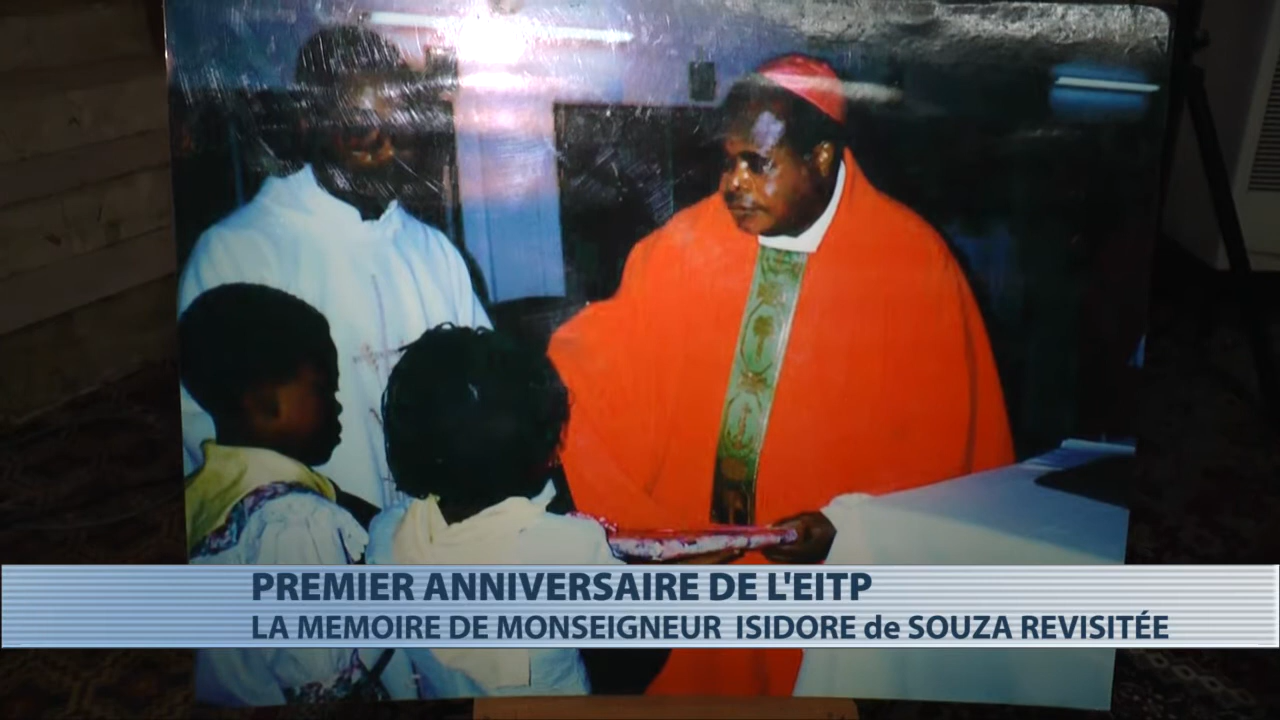 PREMIER ANNIVERSAIRE DE L'EITP
LA MEMOIRE DE MONSEIGNEUR ISIDORE de SOUZA REVISITÉE